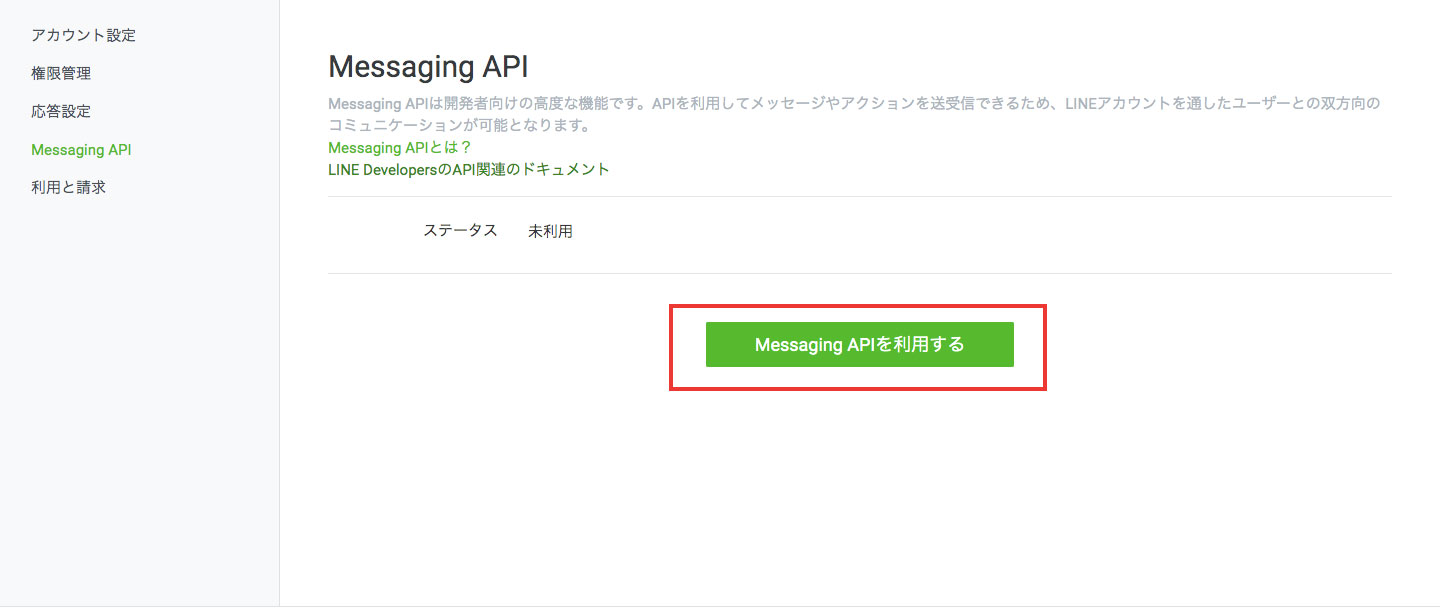 アカウント設定
権限管理
応答設定
Messaging API
利用と請求
Messaging API
Messaging APIは開発者向けの高度な機能です。APIを利用してメッセージやアクションを送受信できるため、LINEアカウントを通したユーザーとの双方向の
コミュニケーションが可能となります。
Messaging APIとは？
LINE DevelopersのAPI関連のドキュメント
ステータス 未利用
Messaging APIを利用する